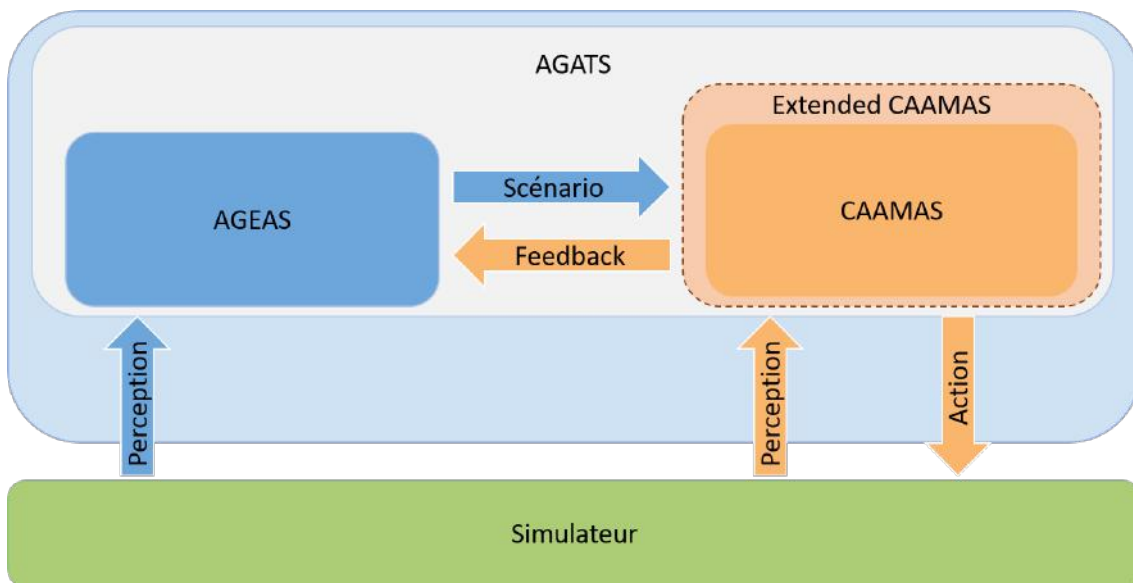 AGATS
Extended CAAMAS
AGEAS
Scénario
CAAMAS
Feedback
Perception
Perception
Action
Simulateur